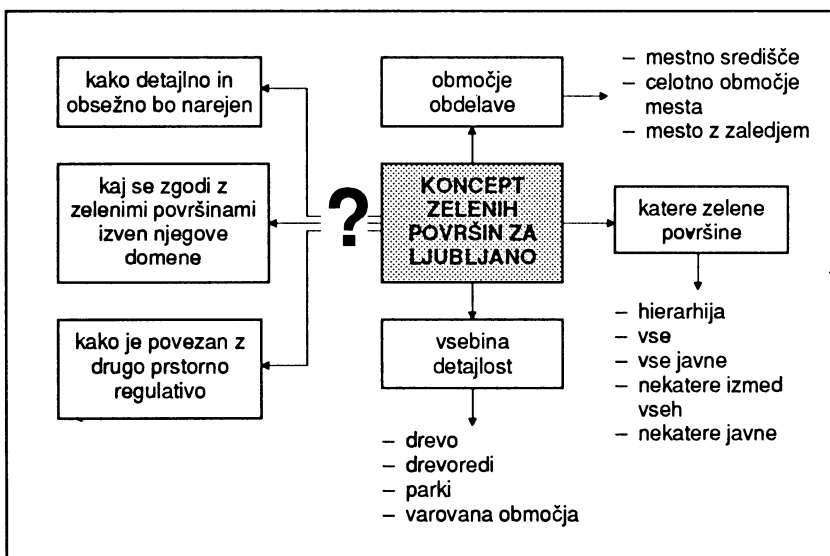 kako detajlno in
obsežno bo narejen
kaj se zgodi z
zelenimi površinami
izven njegove
domene
kako je povezan z
drugo prstorno
regulativo
?
območje
obdelave
– mestno središče
– celotno območje
mesta
– mesto z zaledjem
KONCEPT
ZELENIH
POVRŠIN ZA
LJUBLJANO
katere zelene
površine
– hierarhija
– vse
– vse javne
– nekatere izmed
vseh
– nekatere javne
vsebina
detajlost
– drevo
– drevoredi
– parki
– varovana območja